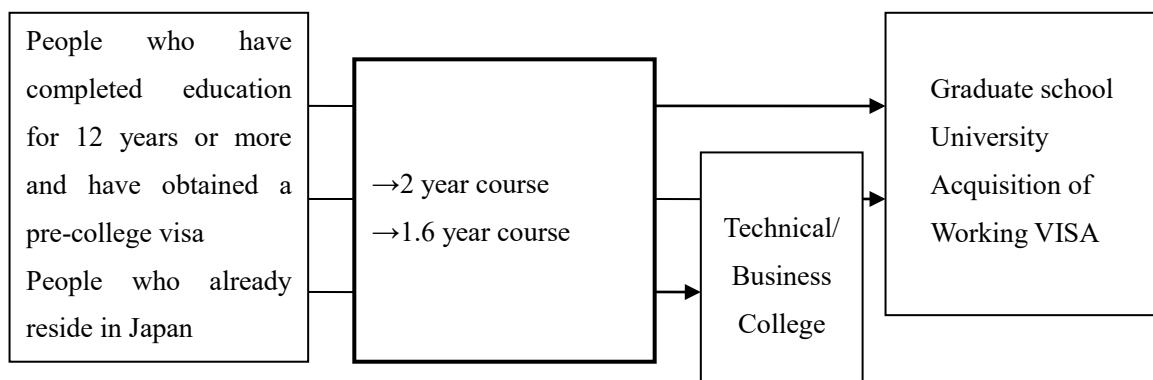 People who have
completed education
for 12 years or more
and have obtained a
pre-college visa
People who already
reside in Japan
→2 year course
→1.6 year course
Technical/
Business
College
Graduate school
University
Acquisition of
Working VISA